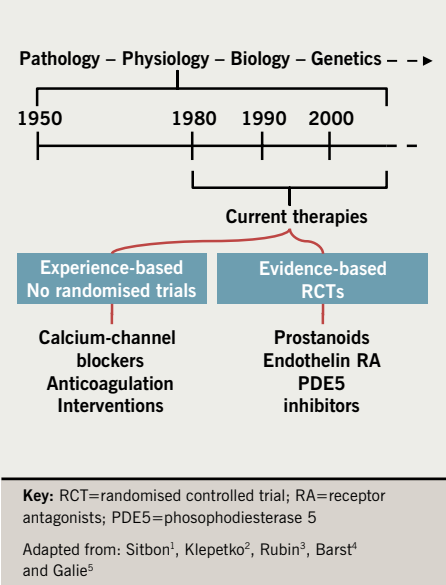 Pathology – Physiology – Biology – Genetics
1950 1980 1990 2000
Current therapies
Experience-based
No randomised trials
Evidence-based
RCTs
Calcium-channel
blockers
Anticoagulation
Interventions
Prostanoids
Endothelin RA
PDE5
inhibitors
Key: RCT=randomised controlled trial; RA=receptor
antagonists; PDE5=phosophodiesterase 5
Adapted from: Sitbon¹, Klepetko², Rubin³, Barst⁴
and Galie⁵